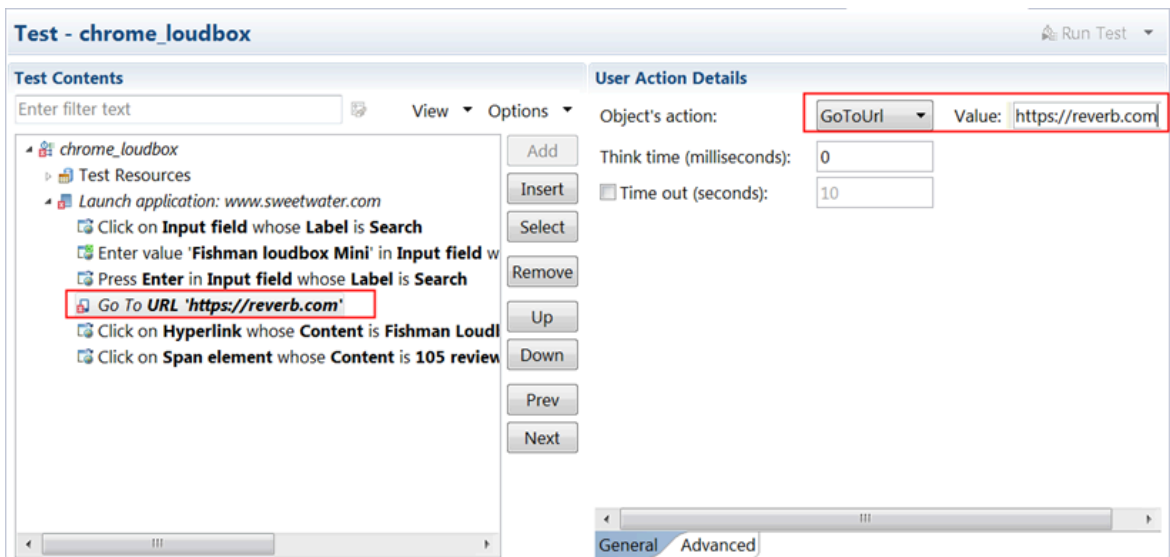 Test - chrome_loudbox
Run Test
Test Contents
User Action Details
Enter filter text
View
Options
Object's action:
GoToUrl
Value:
https://reverb.com
chrome_loudbox
Add
Think time (milliseconds):
0
Test Resources
Insert
Time out (seconds):
10
Launch application: www.sweetwater.com
Click on Input field whose Label is Search
Select
Enter value 'Fishman loudbox Mini' in Input field w
Press Enter in Input field whose Label is Search
Remove
Go To URL 'https://reverb.com'
Up
Click on Hyperlink whose Content is Fishman
Click on Span element whose Content is 105 review
Down
Prev
Next
General
Advanced